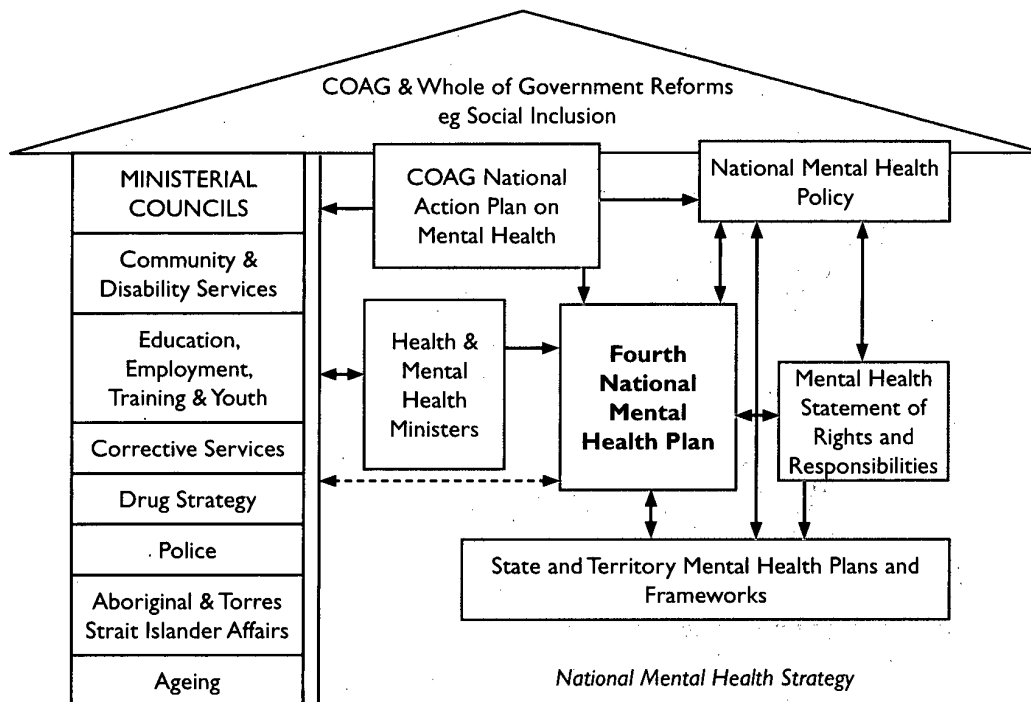 COAG & Whole of Government Reforms
eg Social Inclusion
MINISTERIAL
COUNCILS
Community &
Disability Services
Education,
Employment,
Training & Youth
Corrective Services
Drug Strategy
Police
Aboriginal & Torres
Strait Islander Affairs
Ageing
COAG National
Action Plan on
Mental Health
National Mental Health
Policy
Health &
Mental
Health
Ministers
Fourth
National
Mental
Health Plan
Mental Health
Statement of
Rights and
Responsibilities
State and Territory Mental Health Plans and
Frameworks
National Mental Health Strategy